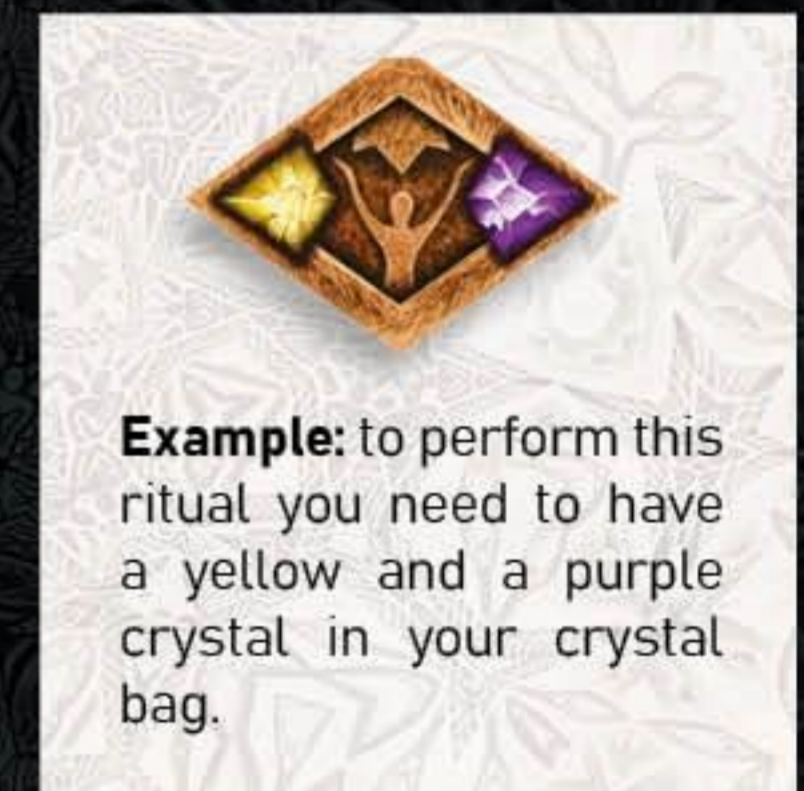 Example: to perform this
ritual you need to have
a yellow and a purple
crystal in your crystal
bag.